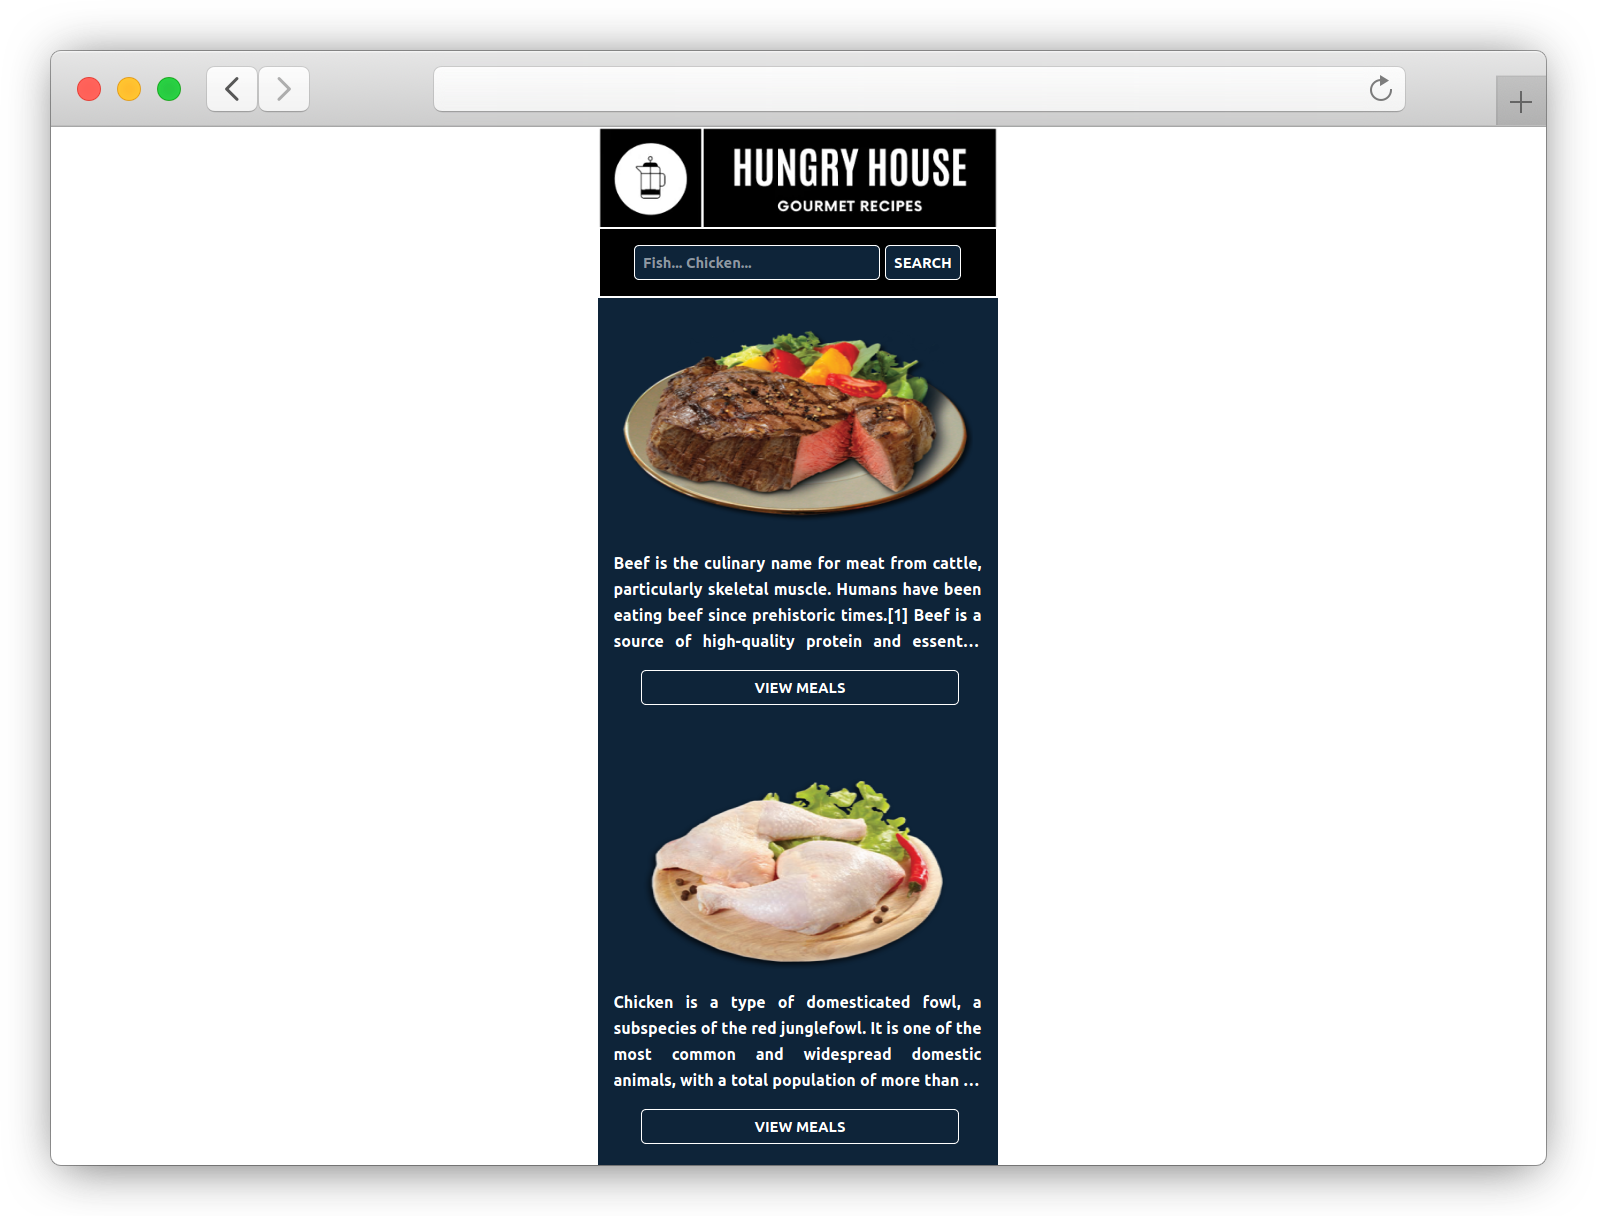 HUNGRY HOUSE
GOURMET RECIPES
Fish... Chicken...
SEARCH
Beef is the culinary name for meat from cattle,
particularly skeletal muscle. Humans have been
eating beef since prehistoric times.[1] Beef is a
source of high-quality protein and essent...
VIEW MEALS
Chicken is a type of domesticated fowl, a
subspecies of the red junglefowl. It is one of the
most common and widespread domestic
animals, with a total population of more than ...
VIEW MEALS